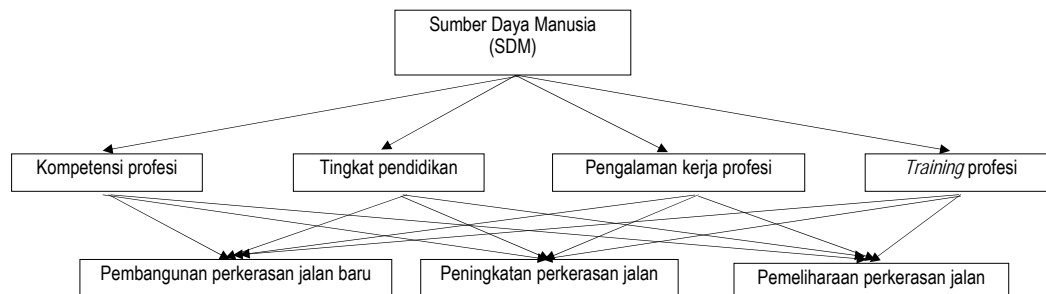 Sumber Daya Manusia
(SDM)
Kompetensi profesi
Tingkat pendidikan
Pengalaman kerja profesi
Training profesi
Pembangunan perkerasan jalan baru
Peningkatan perkerasan jalan
Pemeliharaan perkerasan jalan